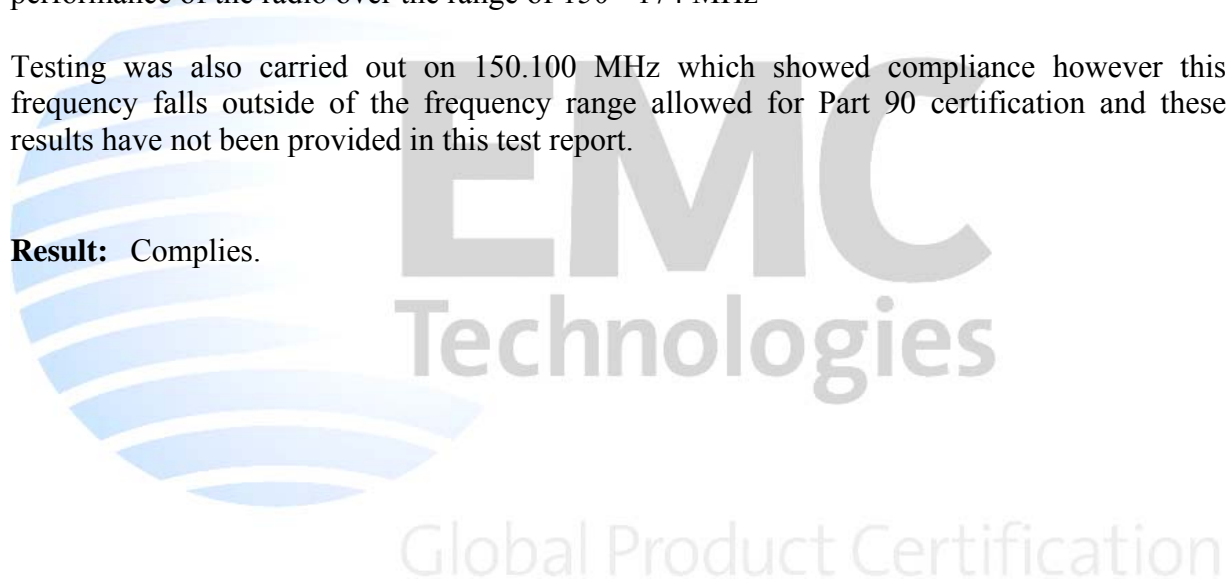 performance of the radio over the range of 150 - 174 MHz
Testing was also carried out on 150.100 MHz which showed compliance however this
frequency falls outside of the frequency range allowed for Part 90 certification and these
results have not been provided in this test report.
Result: Complies.
EMC
Technologies
Global Product Certification